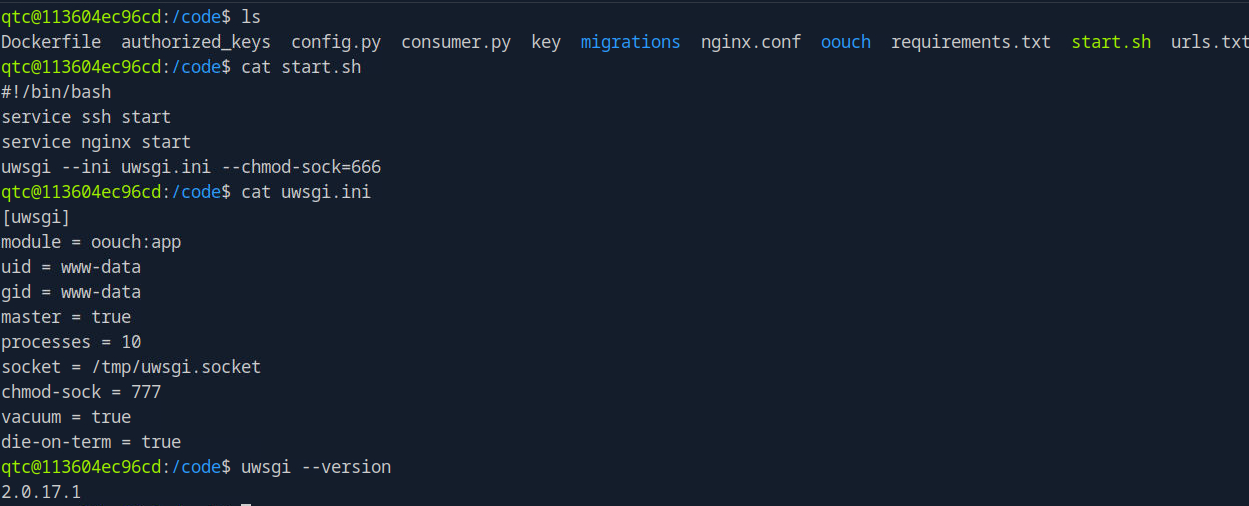 qtc@113604ec96cd:/code$ ls
Dockerfile  authorized_keys  config.py  consumer.py  key  migrations  nginx.conf  oouch  requirements.txt  start.sh  urls.txt
qtc@113604ec96cd:/code$ cat start.sh
#!/bin/bash
service ssh start
service nginx start
uwsgi --ini uwsgi.ini --chmod-sock=666
qtc@113604ec96cd:/code$ cat uwsgi.ini
[uwsgi]
module = oouch:app
uid = www-data
gid = www-data
master = true
processes = 10
socket = /tmp/uwsgi.socket
chmod-sock = 777
vacuum = true
die-on-term = true
qtc@113604ec96cd:/code$ uwsgi --version
2.0.17.1